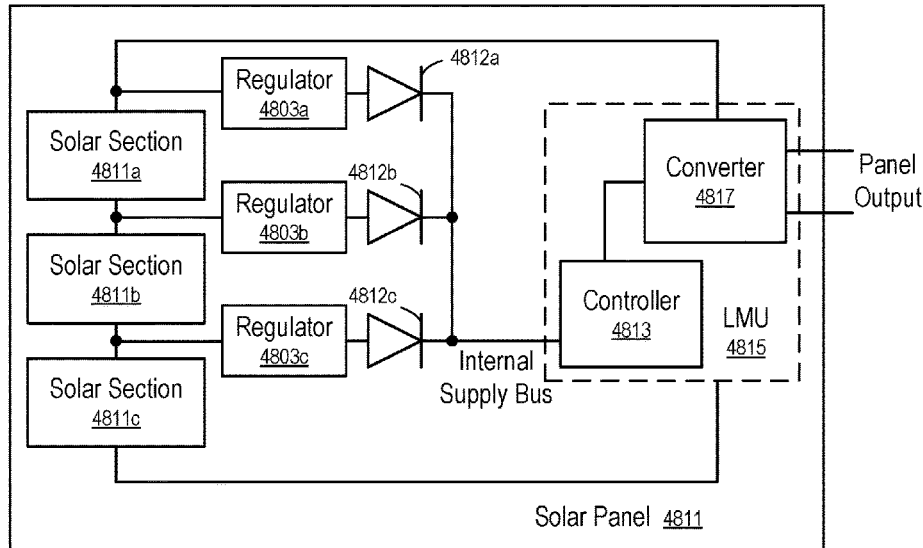 Regulator
4803a
4812a
Solar Section
4811a
Converter
4817
Panel
Output
Regulator
4803b
4812b
Solar Section
4811b
Controller
4813
LMU
4815
Regulator
4803c
4812c
Internal
Supply Bus
Solar Section
4811c
Solar Panel 4811